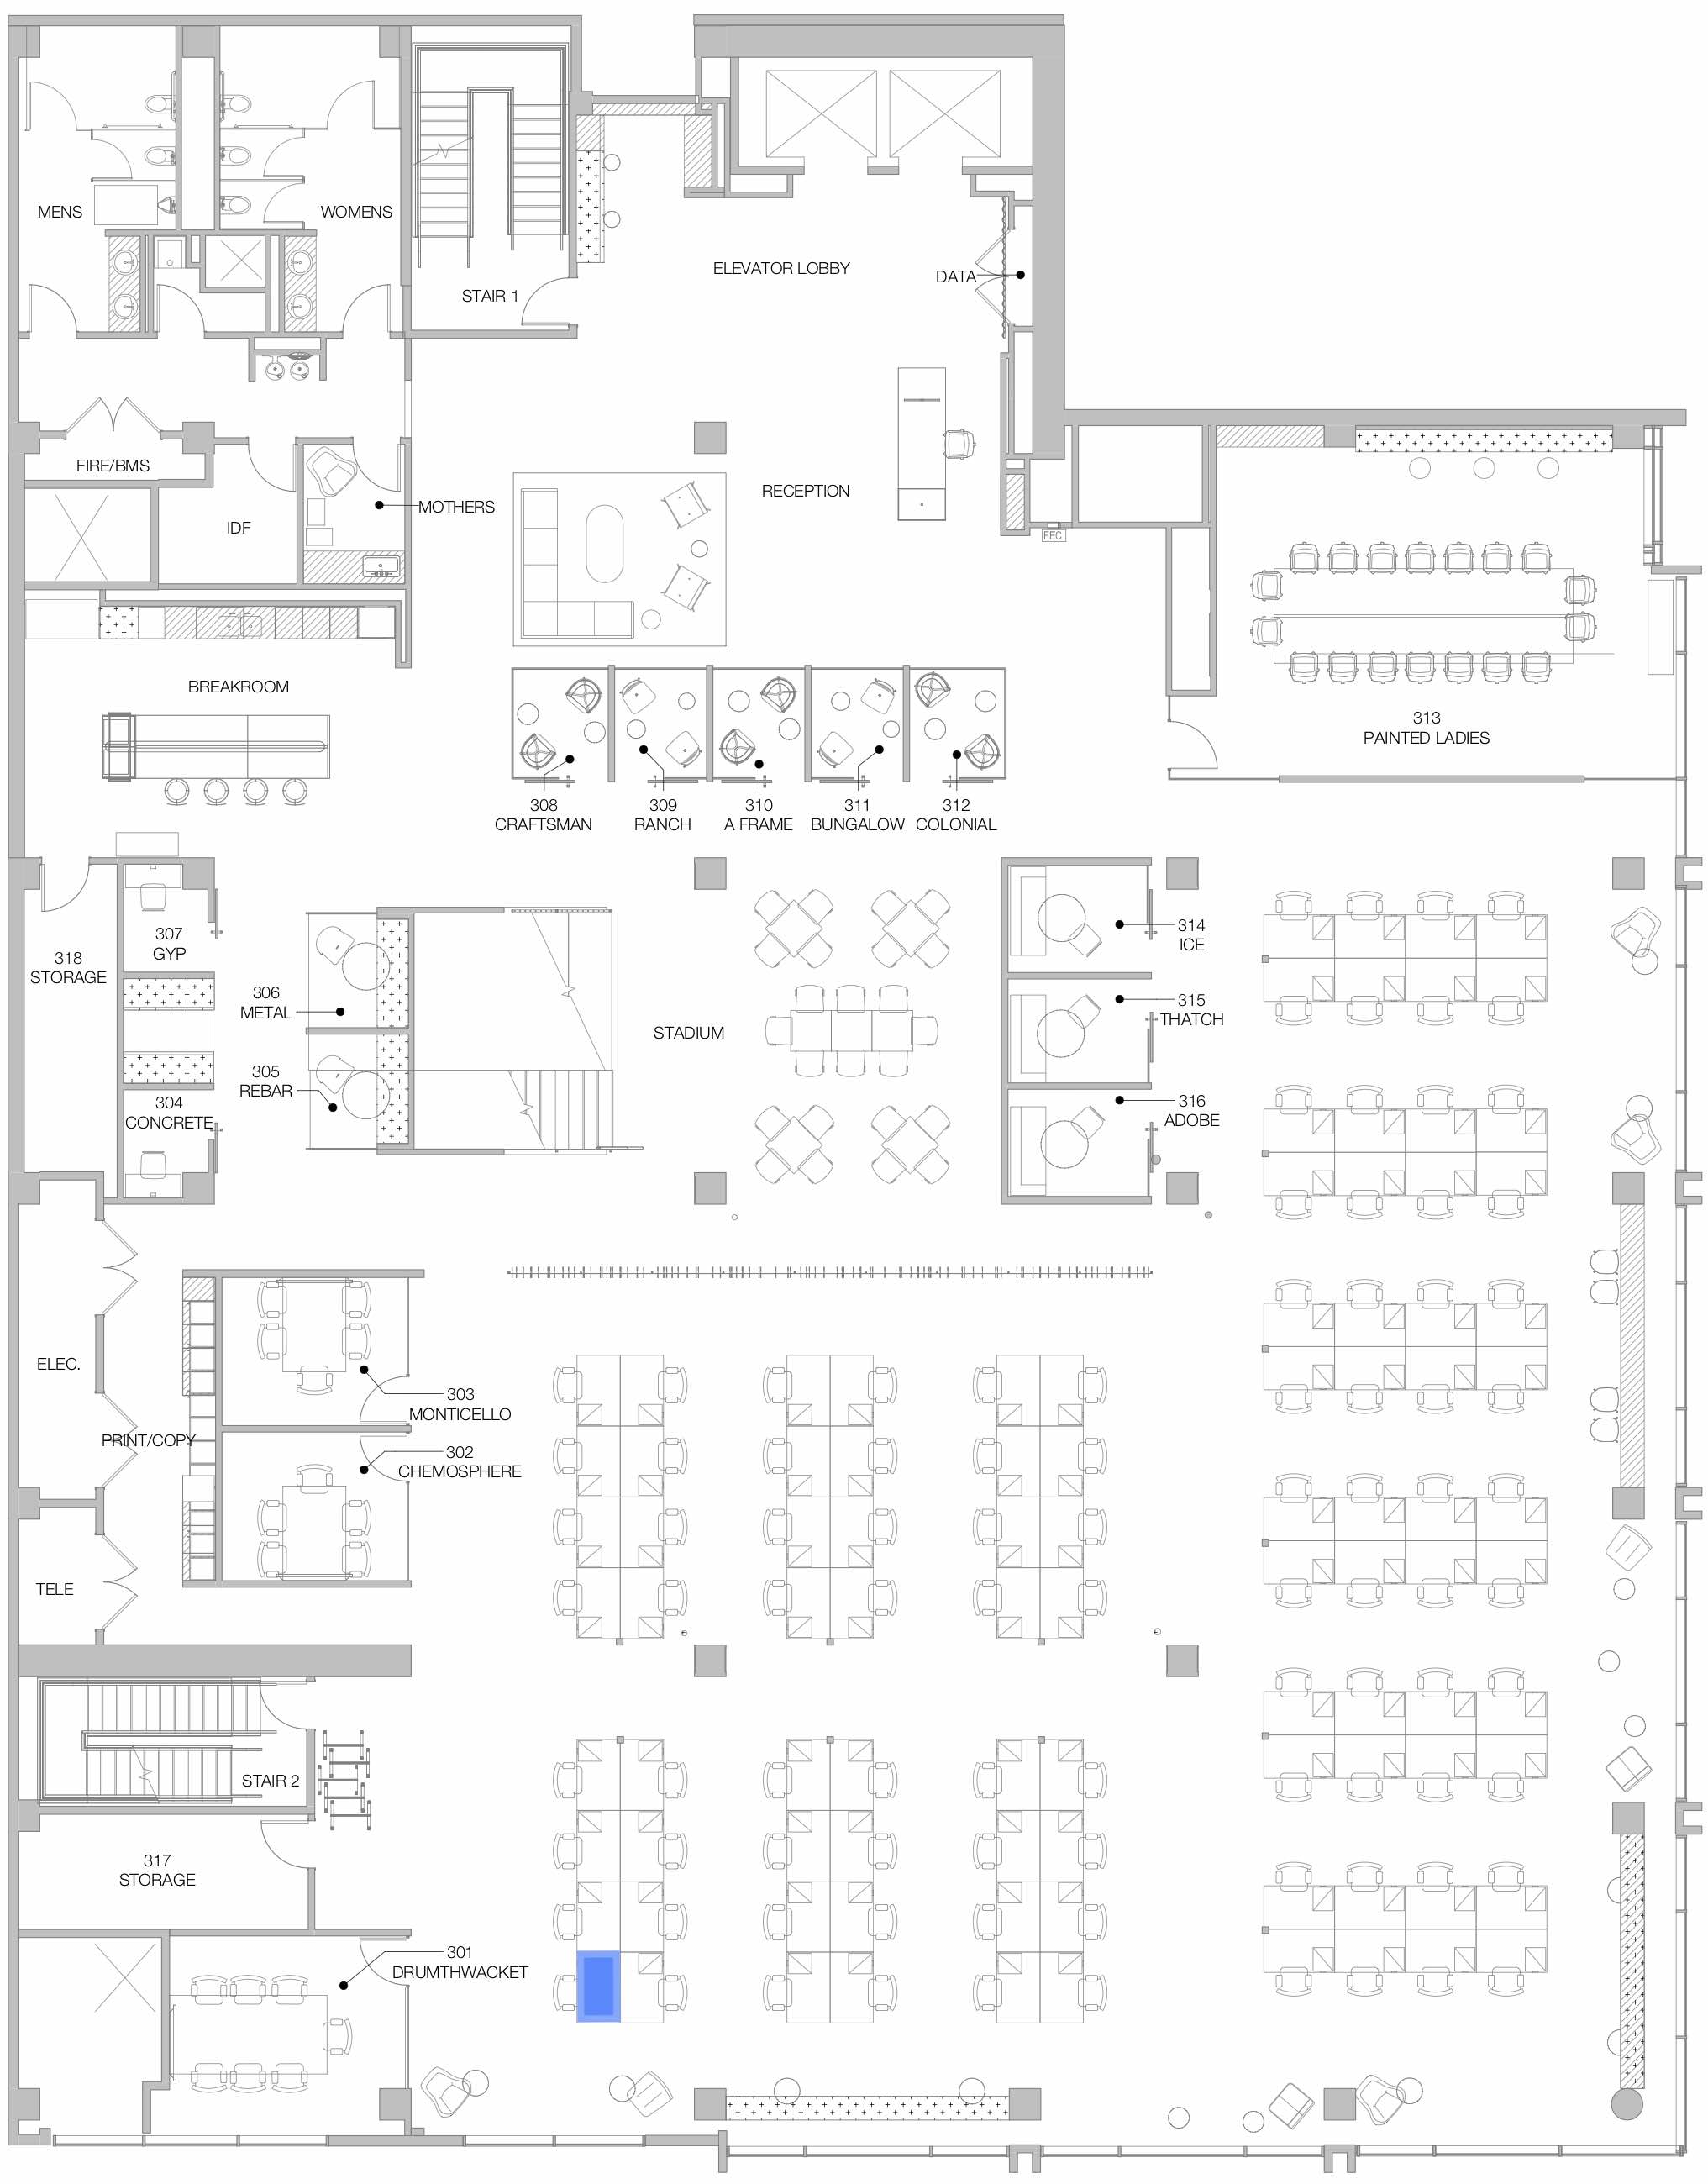 MENS
WOMENS
STAIR 1
ELEVATOR LOBBY
DATA
FIRE/BMS
IDF
MOTHERS
RECEPTION
FEC
BREAKROOM
313
PAINTED LADIES
308
CRAFTSMAN
309
RANCH
310
A FRAME
311
BUNGALOW
312
COLONIAL
307
GYP
318
STORAGE
306
METAL
305
REBAR
304
CONCRETE
STADIUM
314
ICE
315
THATCH
316
ADOBE
ELEC.
303
MONTICELLO
PRINT/COPY
302
CHEMOSPHERE
TELE
STAIR 2
317
STORAGE
301
DRUMTHWACKET